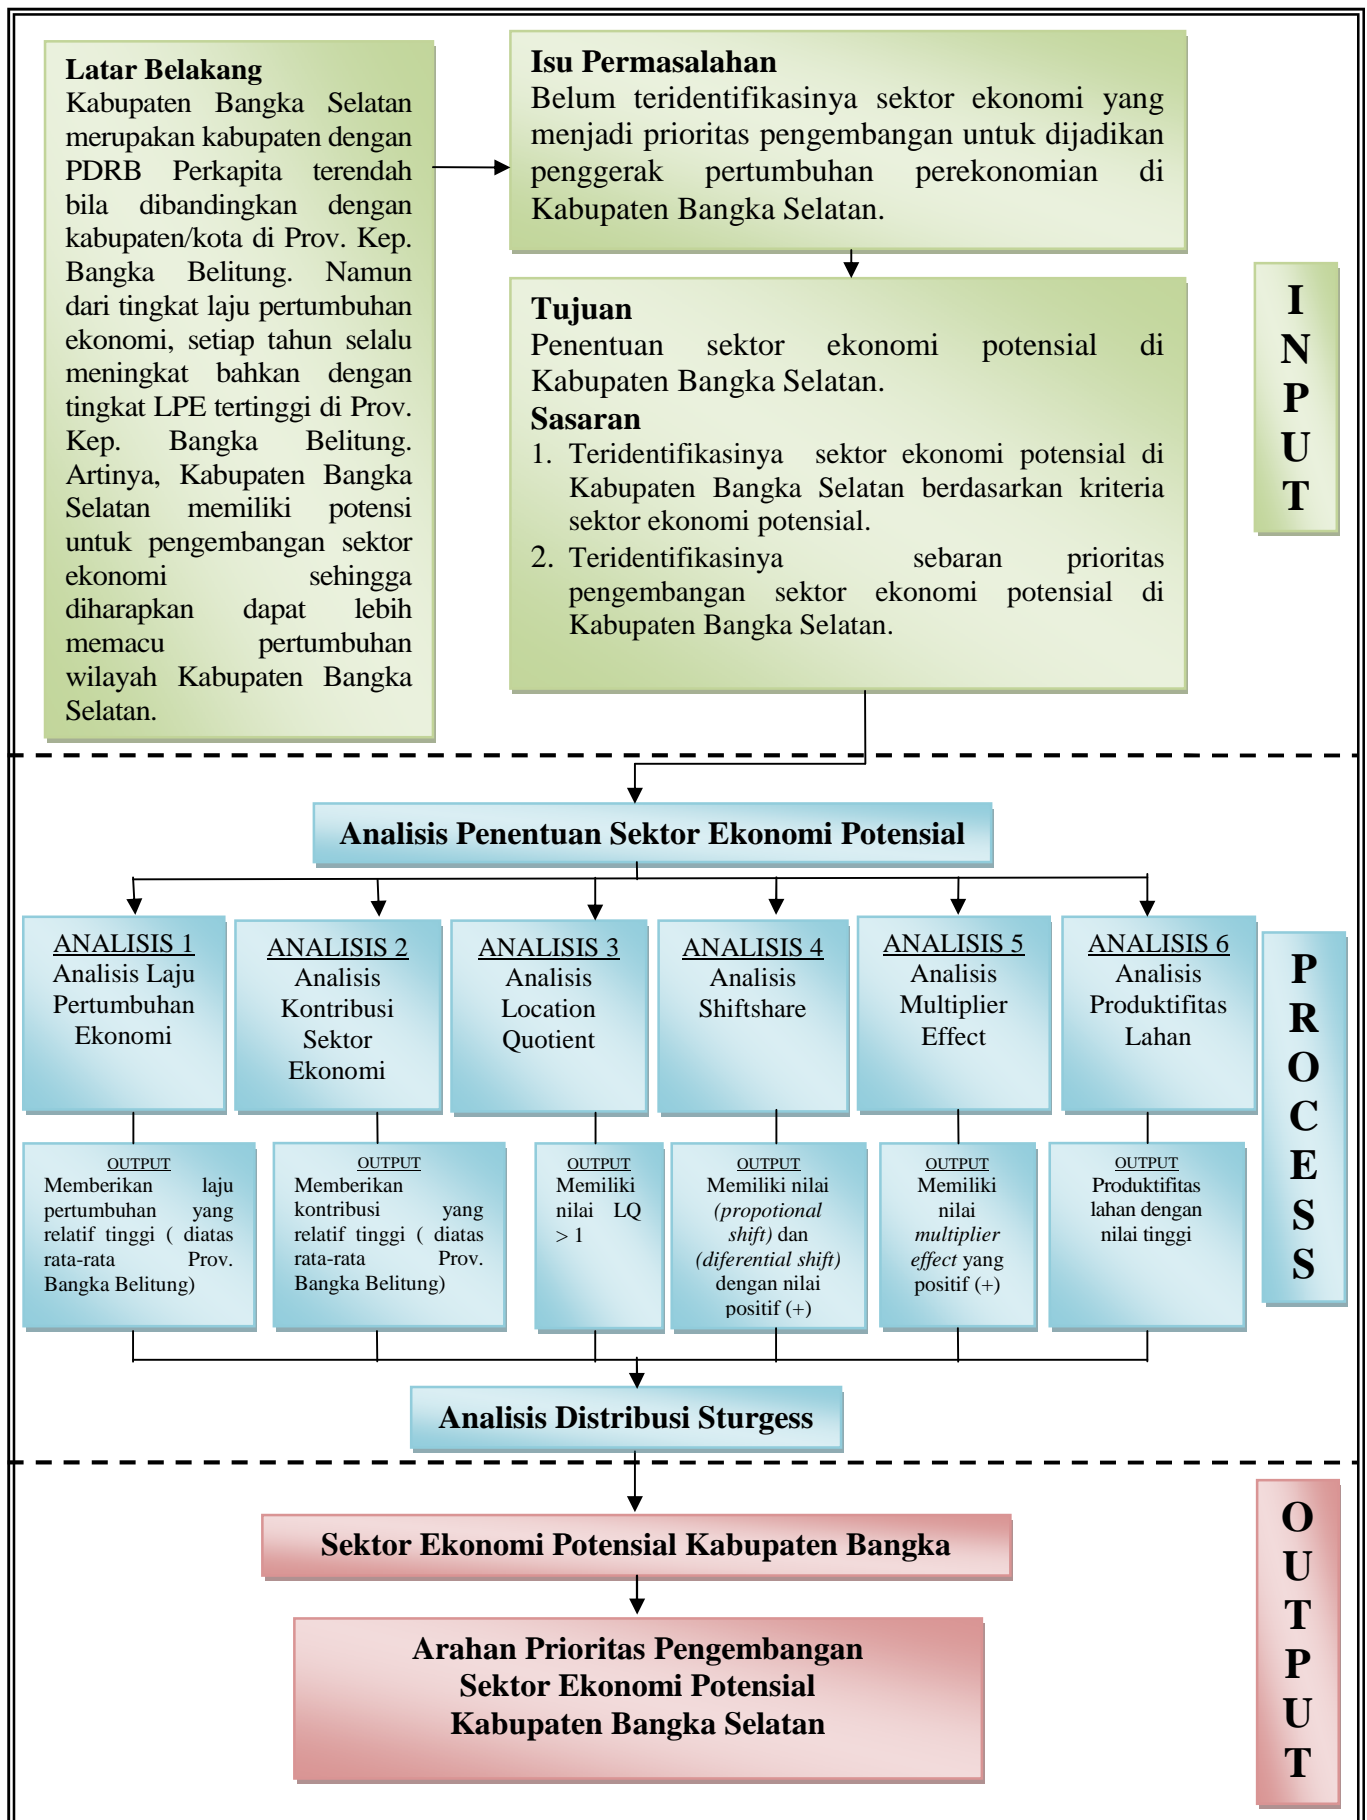 Latar Belakang
Kabupaten Bangka Selatan
merupakan kabupaten dengan
PDRB Perkapita terendah
bila dibandingkan dengan
kabupaten/kota di Prov. Kep.
Bangka Belitung. Namun
dari tingkat laju pertumbuhan
ekonomi, setiap tahun selalu
meningkat bahkan dengan
tingkat LPE tertinggi di Prov.
Kep. Bangka Belitung.
Artinya, Kabupaten Bangka
Selatan memiliki potensi
untuk pengembangan sektor
ekonomi sehingga
diharapkan dapat lebih
memacu pertumbuhan
wilayah Kabupaten Bangka
Selatan.
Isu Permasalahan
Belum teridentifikasinya sektor ekonomi yang
menjadi prioritas pengembangan untuk dijadikan
penggerak pertumbuhan perekonomian di
Kabupaten Bangka Selatan.
Tujuan
Penentuan sektor ekonomi potensial di
Kabupaten Bangka Selatan.
Sasaran
1. Teridentifikasinya sektor ekonomi potensial di
Kabupaten Bangka Selatan berdasarkan kriteria
sektor ekonomi potensial.
2. Teridentifikasinya sebaran prioritas
pengembangan sektor ekonomi potensial di
Kabupaten Bangka Selatan.
I
N
P
U
T
Analisis Penentuan Sektor Ekonomi Potensial
ANALISIS 1
Analisis Laju
Pertumbuhan
Ekonomi
ANALISIS 2
Analisis
Kontribusi
Sektor
Ekonomi
ANALISIS 3
Analisis
Location
Quotient
ANALISIS 4
Analisis
Shiftshare
ANALISIS 5
Analisis
Multiplier
Effect
ANALISIS 6
Analisis
Produktifitas
Lahan
OUTPUT
Memberikan laju
pertumbuhan yang
relatif tinggi ( diatas
rata-rata Prov.
Bangka Belitung)
OUTPUT
Memberikan
kontribusi yang
relatif tinggi ( diatas
rata-rata Prov.
Bangka Belitung)
OUTPUT
Memiliki
nilai LQ
> 1
OUTPUT
Memiliki nilai
(propotional
shift) dan
(diferential shift)
dengan nilai
positif (+)
OUTPUT
Memiliki
nilai
multiplier
effect yang
positif (+)
OUTPUT
Produktifitas
lahan dengan
nilai tinggi
P
R
O
C
E
S
S
Analisis Distribusi Sturgess
Sektor Ekonomi Potensial Kabupaten Bangka
Arahan Prioritas Pengembangan
Sektor Ekonomi Potensial
Kabupaten Bangka Selatan
O
U
T
P
U
T